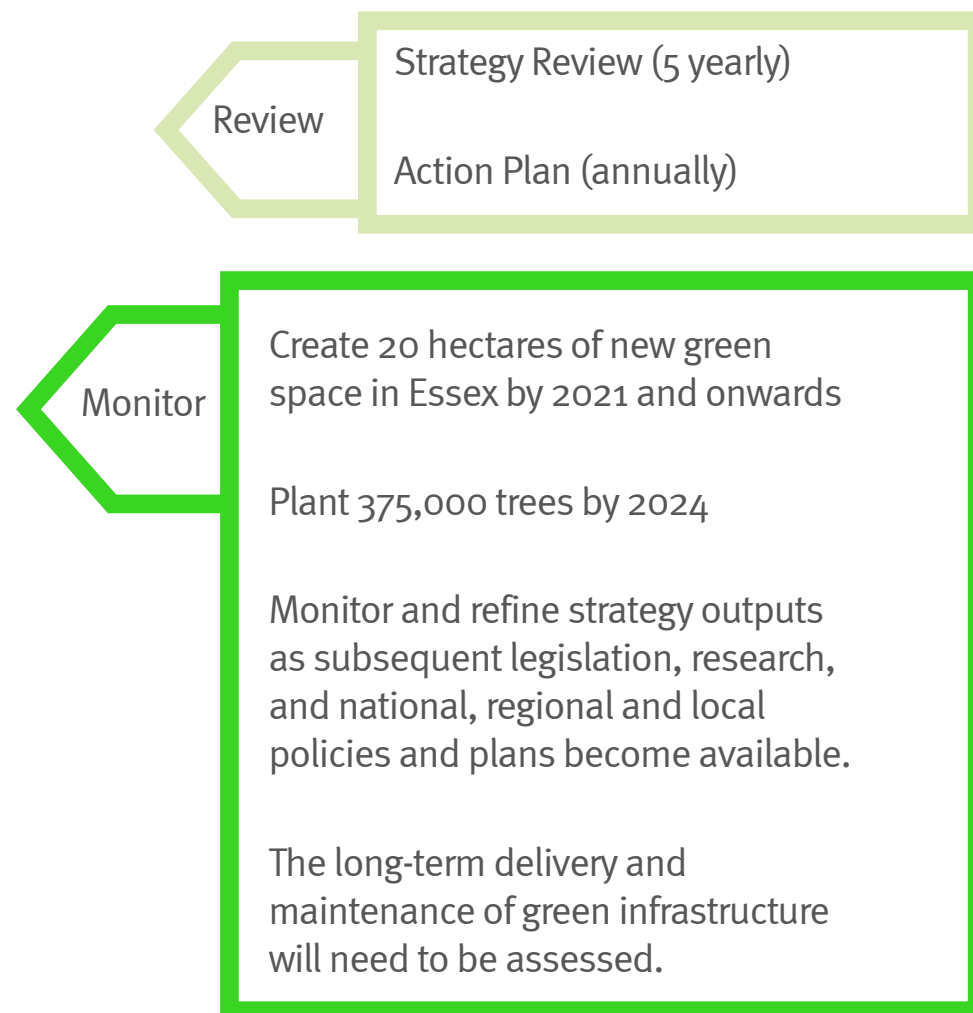 Review
Strategy Review (5 yearly)
Action Plan (annually)
Monitor
Create 20 hectares of new green
space in Essex by 2021 and onwards
Plant 375,000 trees by 2024
Monitor and refine strategy outputs
as subsequent legislation, research,
and national, regional and local
policies and plans become available.
The long-term delivery and
maintenance of green infrastructure
will need to be assessed.